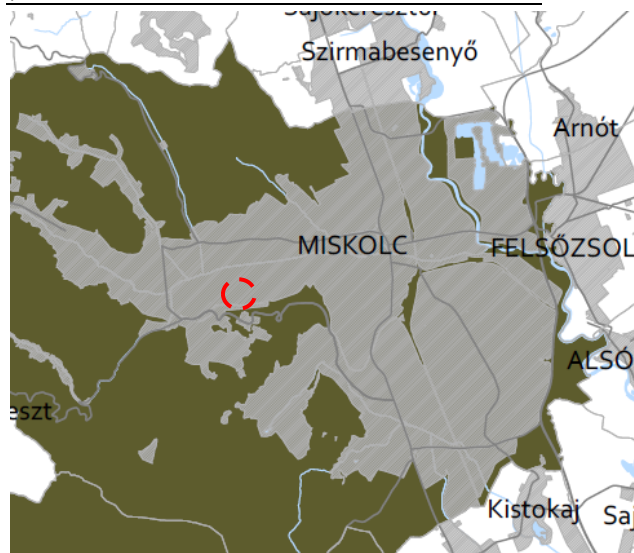 Szirmabesenyő
Arnót
MISKOLC
FELSŐZSOL
ALSÓ
eszt
Kistokaj
Saj